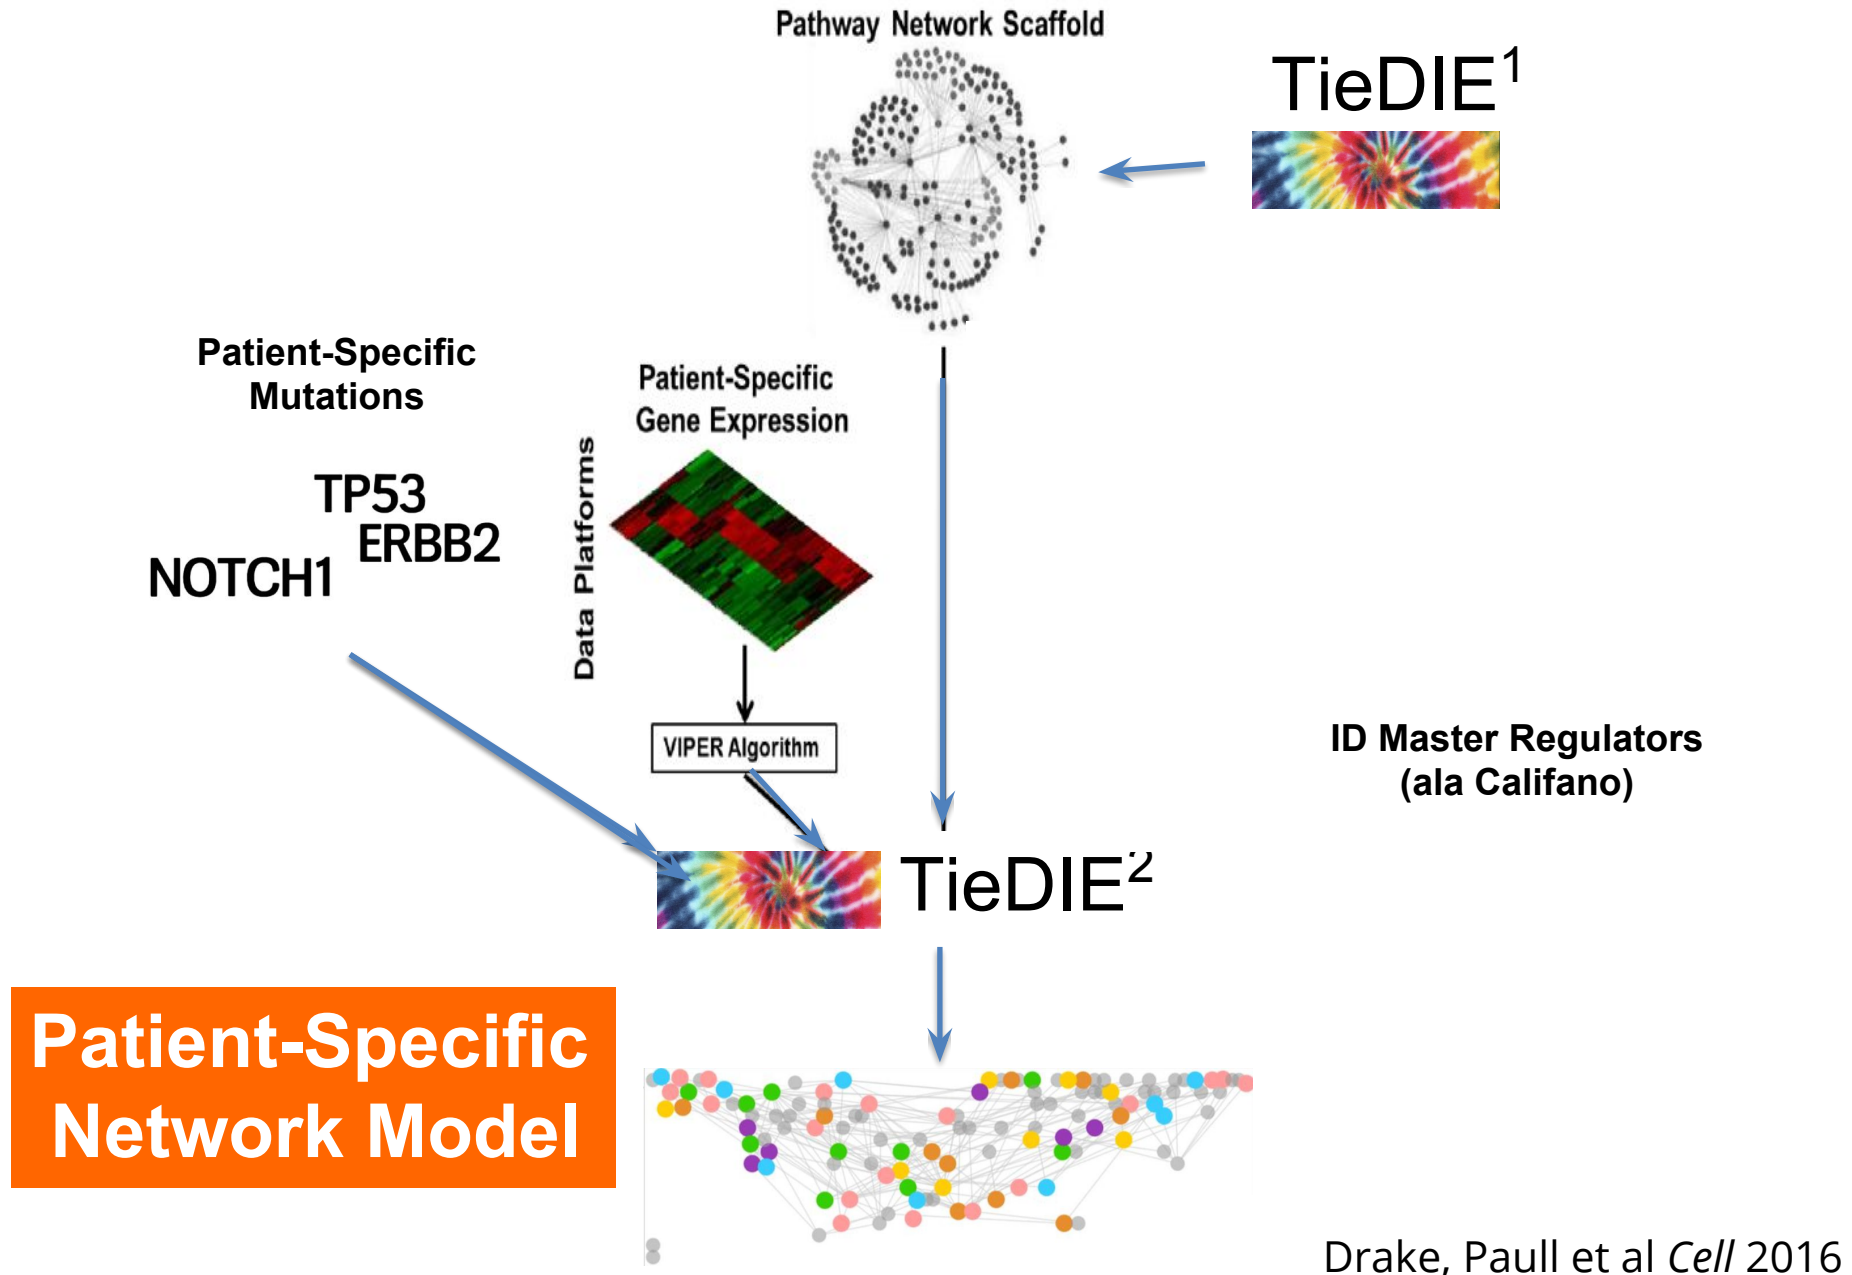 Pathway Network Scaffold
TieDIE1
Patient-Specific
Mutations
TP53
ERBB2
NOTCH1
Patient-Specific
Gene Expression
Data Platforms
VIPER Algorithm
ID Master Regulators
(ala Califano)
TieDIE2
Patient-Specific
Network Model
Drake, Paull et al Cell 2016